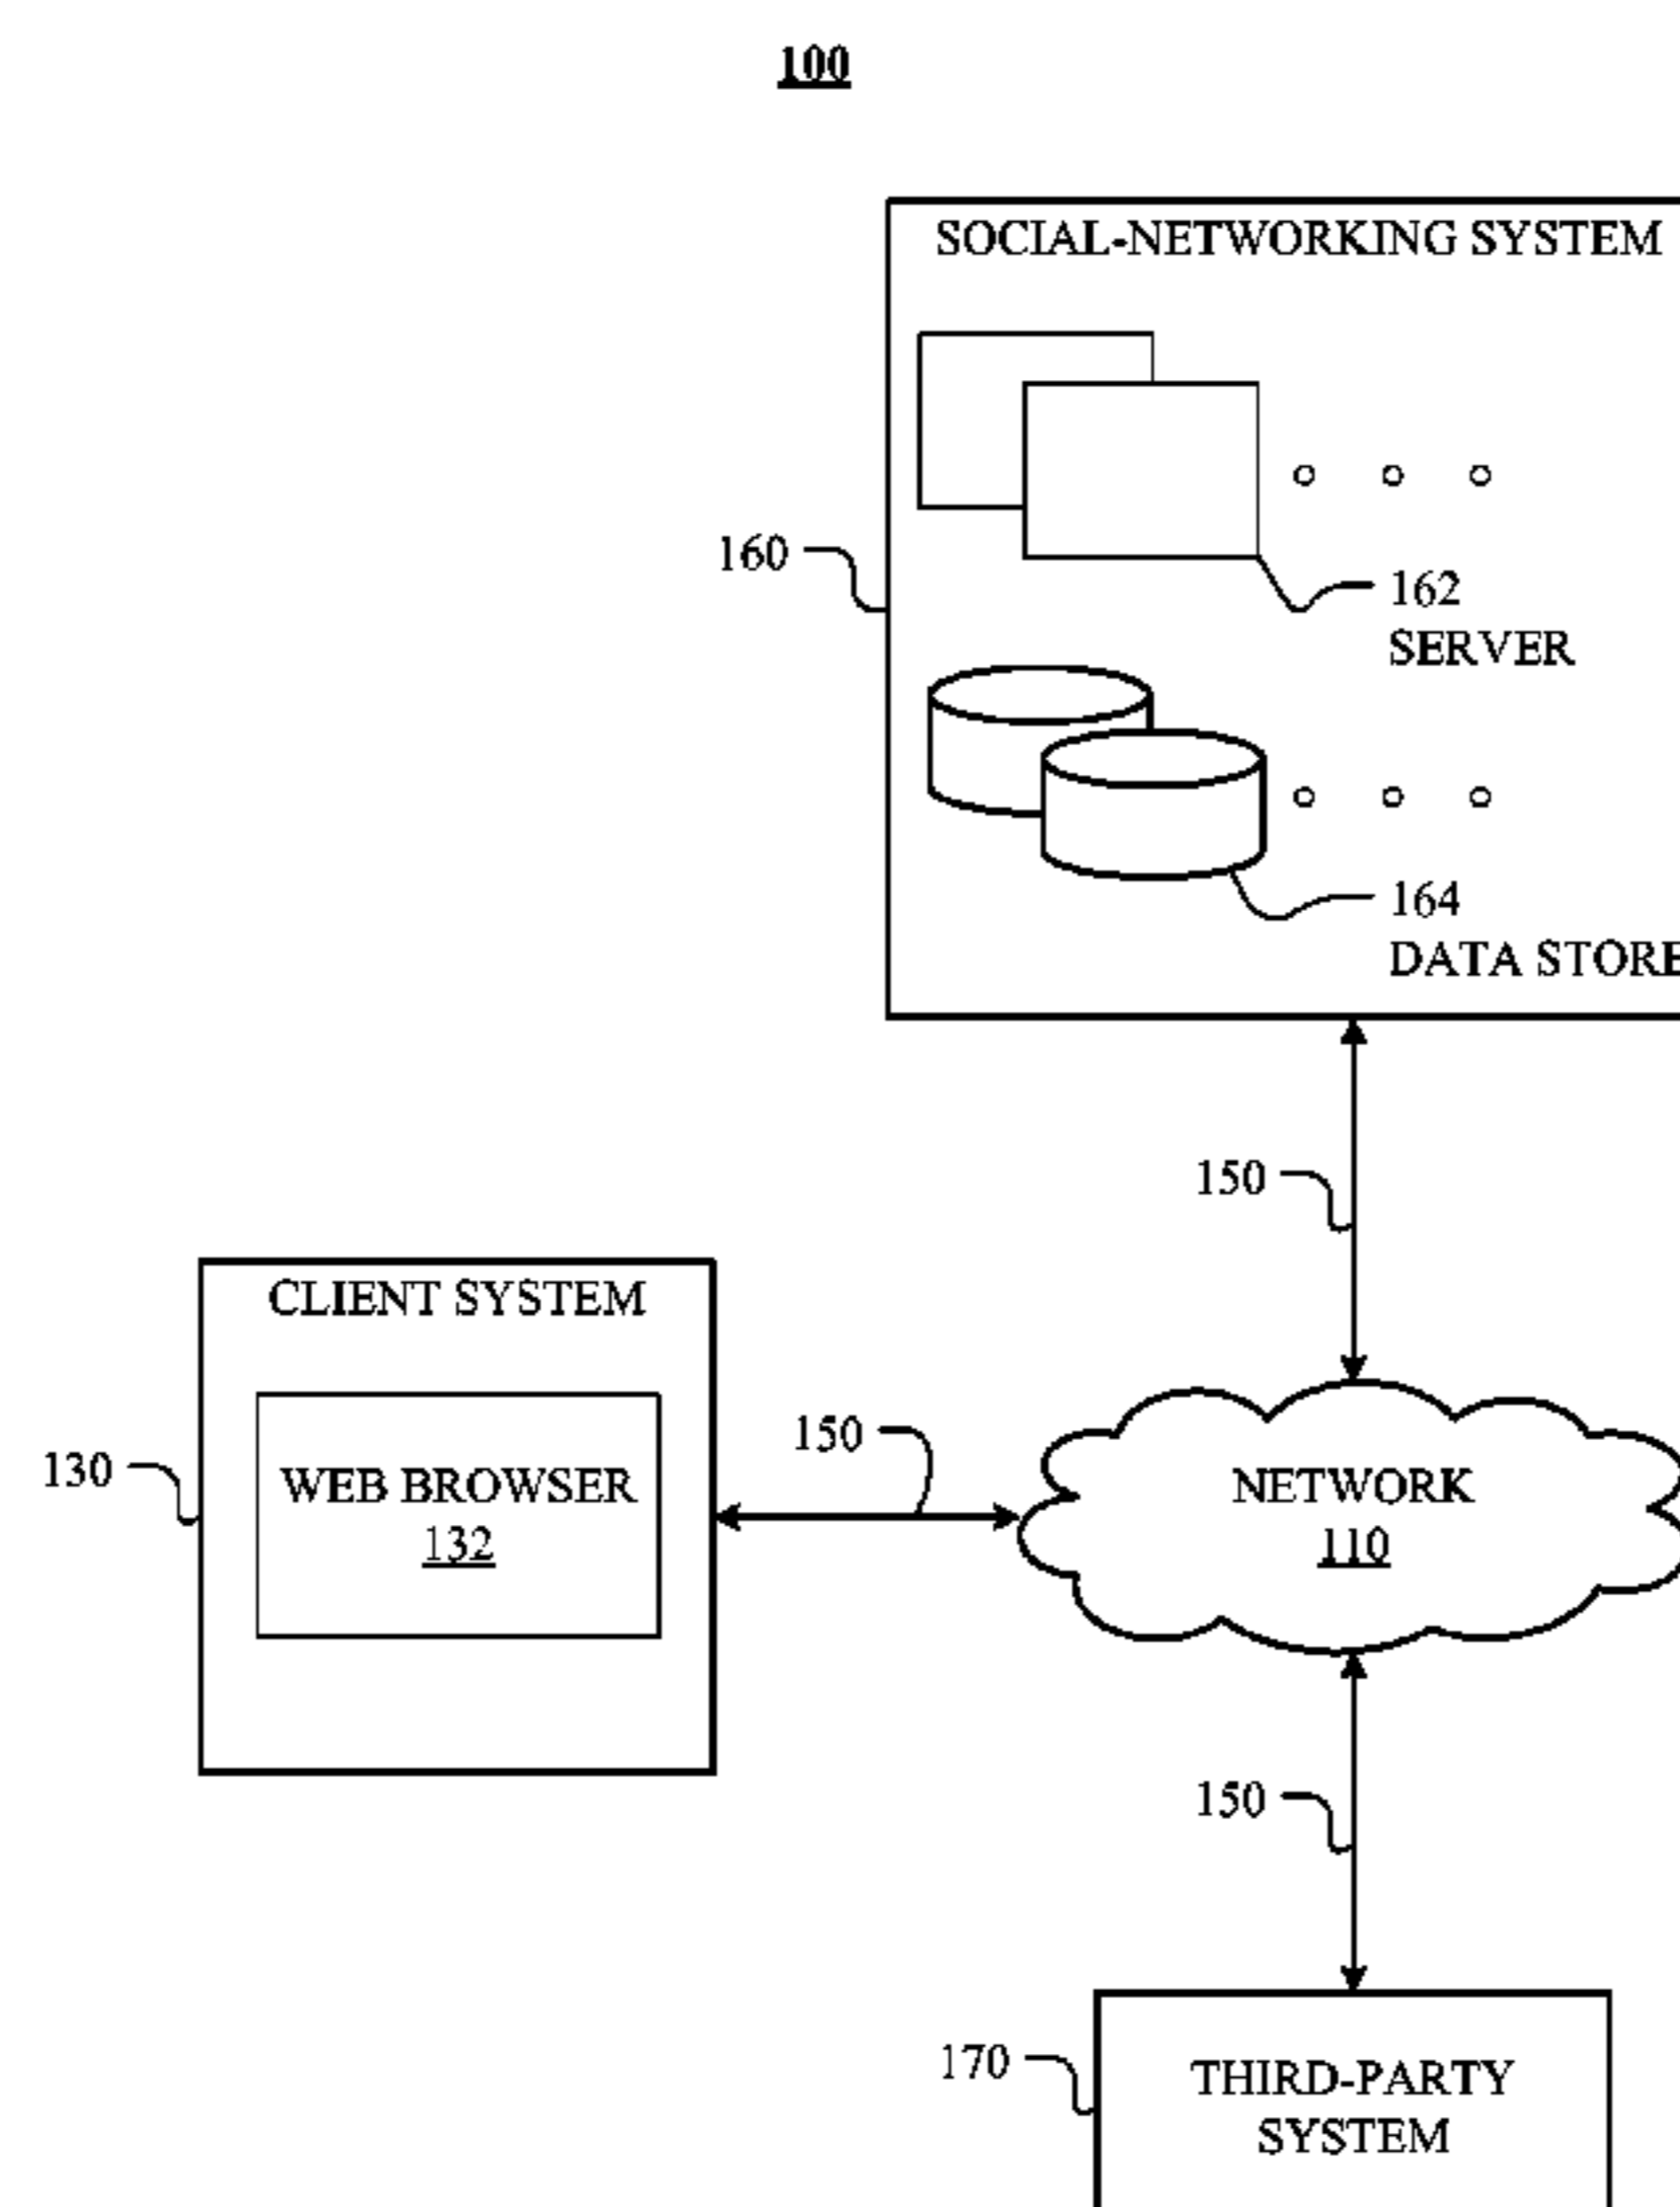 100
SOCIAL-NETWORKING SYSTEM
160
162
SERVER
164
DATA STORE
150
CLIENT SYSTEM
130
WEB BROWSER
132
150
NETWORK
110
150
170
THIRD-PARTY
SYSTEM